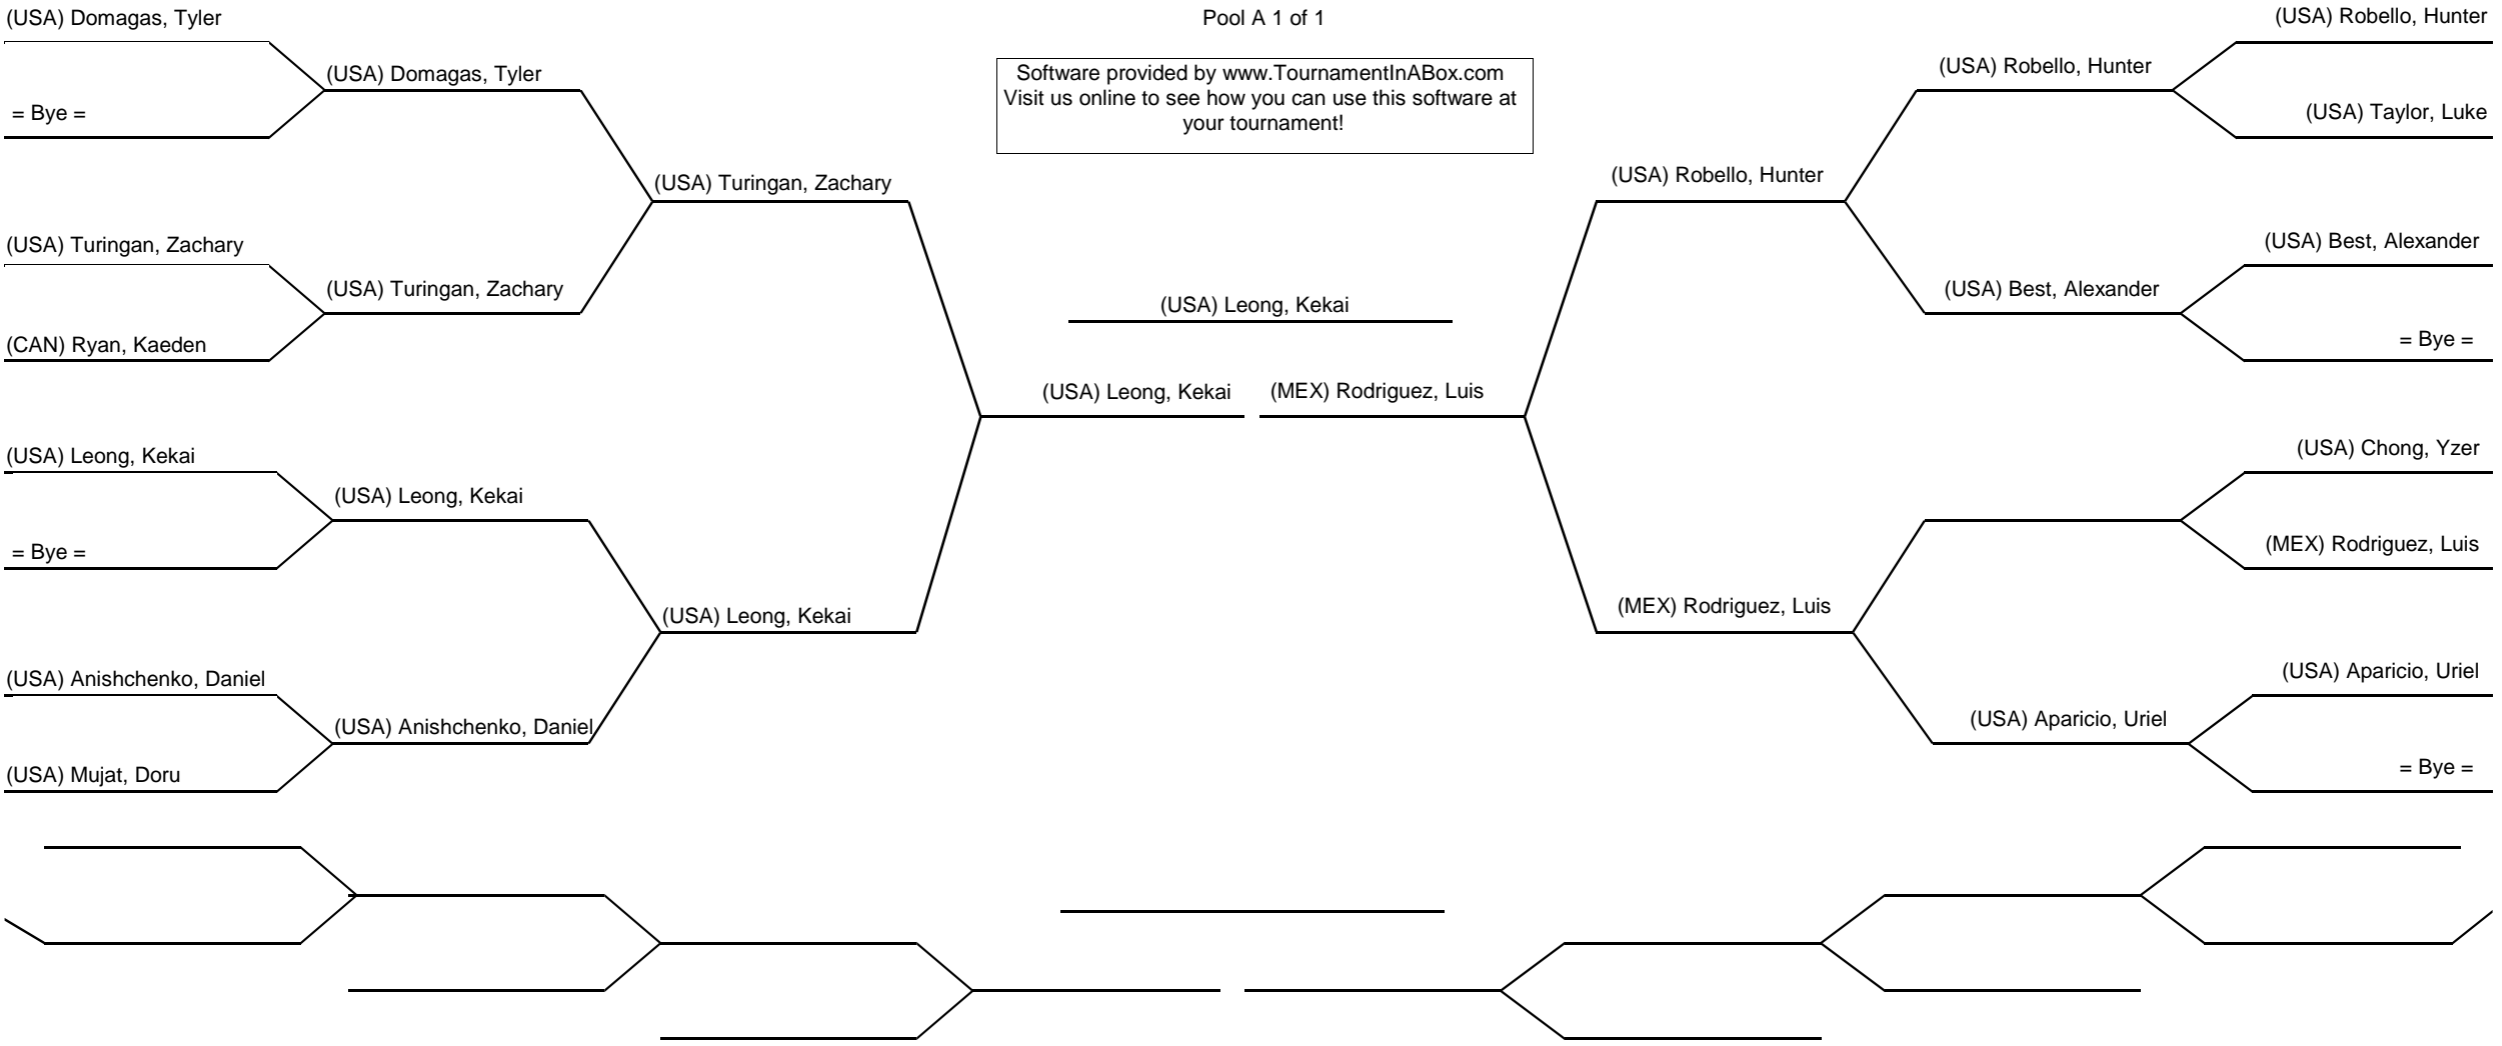 (USA) Domagas, Tyler
= Bye =
(USA) Turingan, Zachary
(CAN) Ryan, Kaeden
(USA) Leong, Kekai
= Bye =
(USA) Anishchenko, Daniel
(USA) Mujat, Doru
(USA) Domagas, Tyler
(USA) Turingan, Zachary
(USA) Leong, Kekai
(USA) Anishchenko, Daniel
(USA) Turingan, Zachary
(USA) Leong, Kekai
Pool A 1 of 1
Software provided by www.TournamentInABox.com
Visit us online to see how you can use this software at
your tournament!
(USA) Leong, Kekai
(USA) Leong, Kekai
(MEX) Rodriguez, Luis
(USA) Robello, Hunter
(MEX) Rodriguez, Luis
(USA) Robello, Hunter
(USA) Best, Alexander
(USA) Aparicio, Uriel
(USA) Robello, Hunter
(USA) Taylor, Luke
(USA) Best, Alexander
= Bye =
(USA) Chong, Yzer
(MEX) Rodriguez, Luis
(USA) Aparicio, Uriel
= Bye =